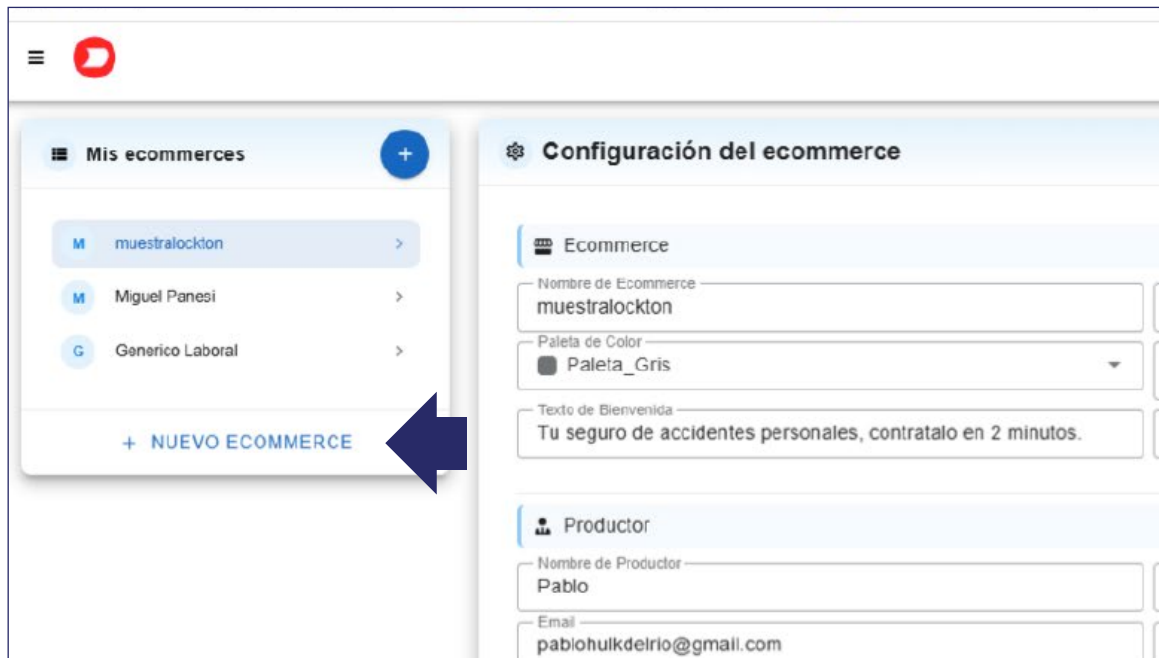 Mis ecommerces
+
M muestralockton >
M Miguel Panesi >
G Generico Laboral >
+ NUEVO ECOMMERCE
Configuración del ecommerce
Ecommerce
Nombre de Ecommerce
muestralockton
Paleta de Color
Paleta_Gris
Texto de Bienvenida
Tu seguro de accidentes personales, contratalo en 2 minutos.
Productor
Nombre de Productor
Pablo
Email
pablohulkdelrio@gmail.com